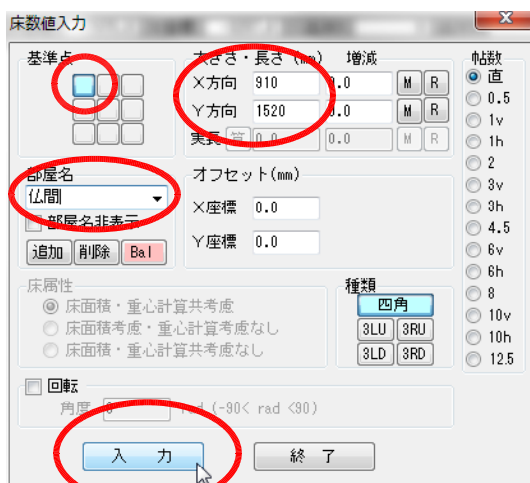 床数値入力
基準点
大きさ・長さ (mm) 増減
X方向 910 0.0 M R
Y方向 1520 0.0 M R
実長 算 0.0 0.0 M R
部屋名
仏間
部屋名非表示
追加 削除 Bal
オフセット(mm)
X座標 0.0
Y座標 0.0
床属性
床面積・重心計算共考慮
床面積考慮・重心計算考慮なし
床面積・重心計算共考慮なし
種類
四角
3LU 3RU
3LD 3RD
回転
角度 0 rad (-90< rad <90)
入 力 終 了
帖数
直
0.5
1v
1h
2
3v
3h
4.5
6v
6h
8
10v
10h
12.5